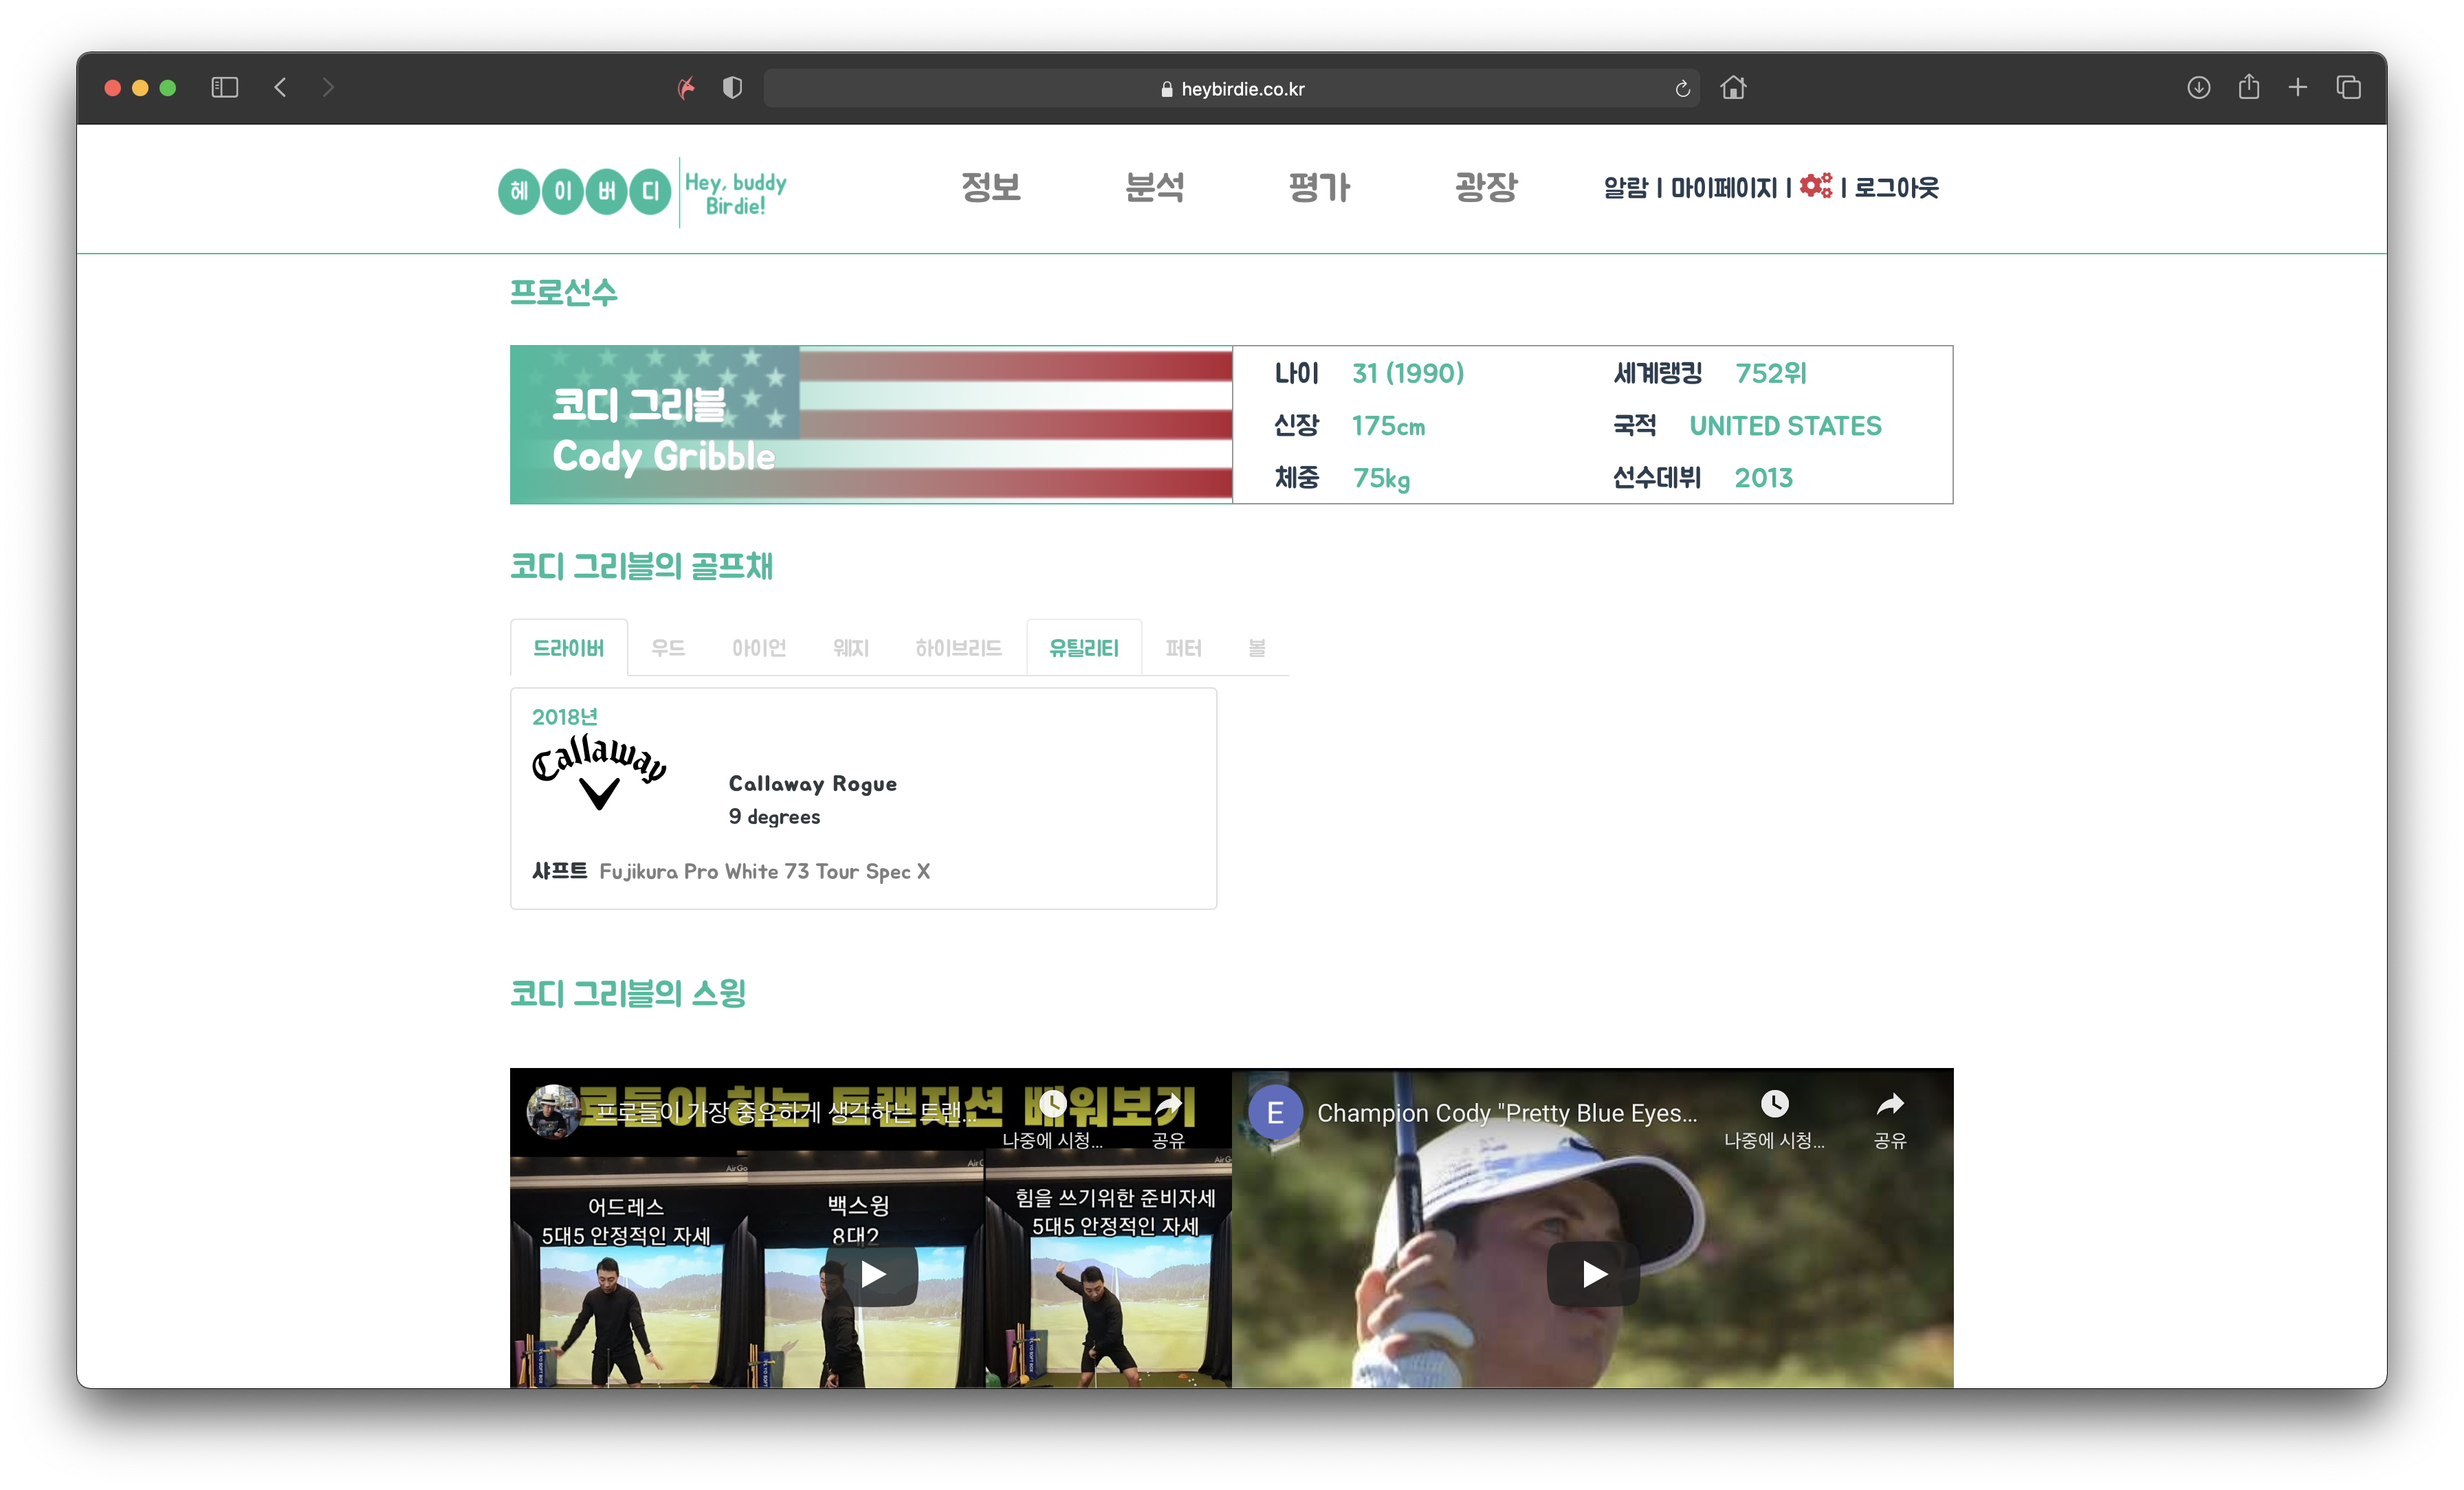 heybirdie.co.kr
헤이버디
Hey, buddy
Birdie!
정보 분석 평가 광장
알람 | 마이페이지 | | 로그아웃
프로선수
코디 그리블
Cody Gribble
나이 31 (1990) 세계랭킹 752위
신장 175cm 국적 UNITED STATES
체중 75kg 선수데뷔 2013
코디 그리블의 골프채
드라이버 우드 아이언 웨지 하이브리드 유틸리티 퍼터 볼
2018년
Callaway
Callaway Rogue
9 degrees
샤프트 Fujikura Pro White 73 Tour Spec X
코디 그리블의 스윙
로들이 하는 트랜지션 배워보기
프로들이 가장 중요하게 생각하는 트랜...
나중에 시청... 공유
어드레스
5대5 안정적인 자세
백스윙
8대2
힘을 쓰기위한 준비자세
5대5 안정적인 자세
E
Champion Cody "Pretty Blue Eyes...
나중에 시청... 공유